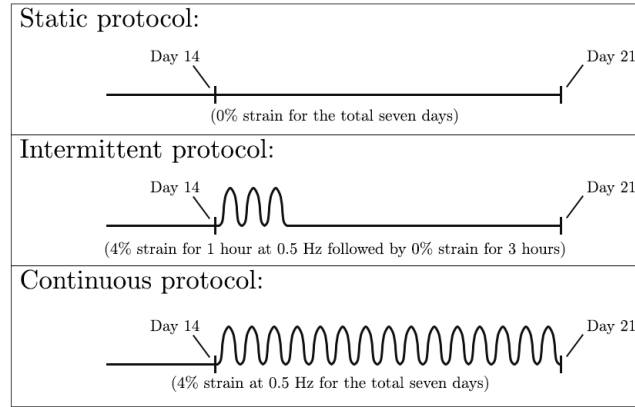 Static protocol:
Day 14
Day 21
(0% strain for the total seven days)
Intermittent protocol:
Day 14
Day 21
(4% strain for 1 hour at 0.5 Hz followed by 0% strain for 3 hours)
Continuous protocol:
Day 14
Day 21
(4% strain at 0.5 Hz for the total seven days)